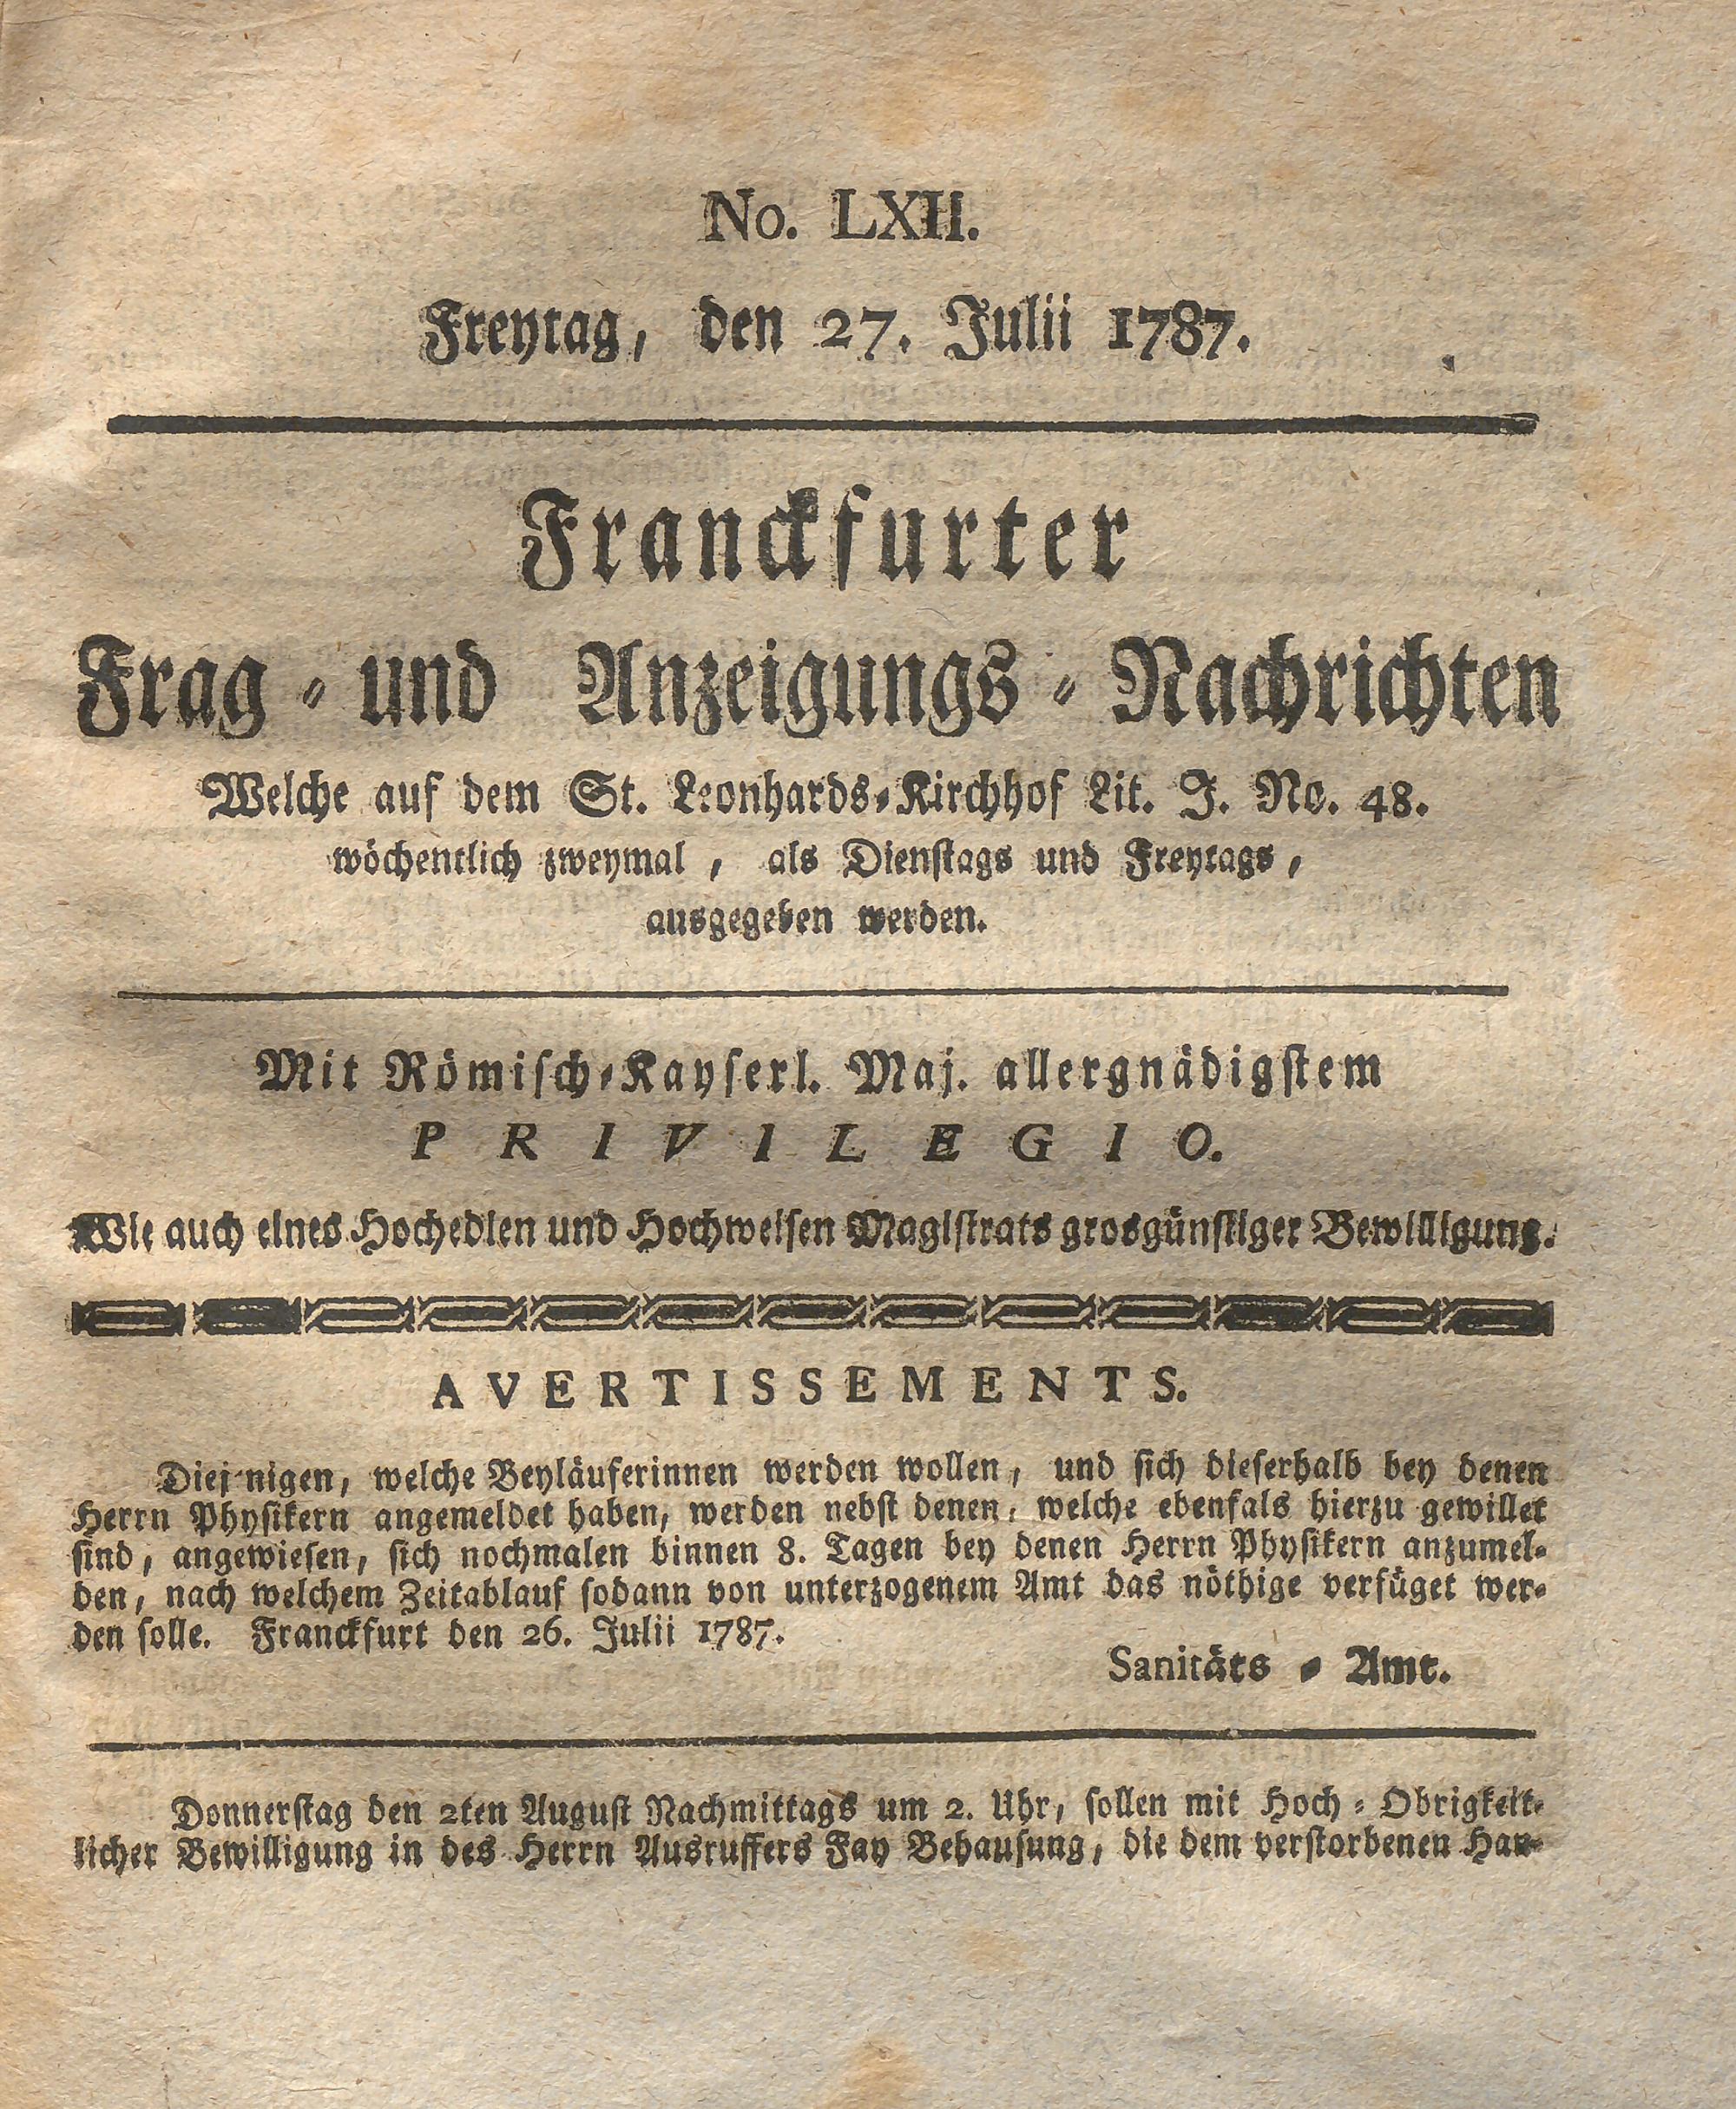 No. LXII.
Freytag, den 27. Julii 1787.
Franckfurter
Frag-und Anzeigungs-Nachrichten
Welche auf dem St. Leonhards-Kirchhof Lit. J. No. 48.
wöchentlich zweymal, als Dienstags und Freytags,
ausgegeben werden.
Mit Römisch-Kayserl. Maj. allergnädigstem
PRIVILEGIO.
Wie auch eines Hochedlen und Hochweisen Magistrats grosgünstiger Bewilligung.
AVERTISSEMENTS.
Diejenigen, welche Beyläuferinnen werden wollen, und sich dieserhalb bey denen
Herrn Physikern angemeldet haben, werden nebst denen, welche ebenfals hierzu gewillet
sind, angewiesen, sich nochmalen binnen 8. Tagen bey denen Herrn Physikern anzumel-
den, nach welchem Zeitablauf sodann von unterzogenem Amt das nöthige verfüget wer-
den solle. Franckfurt den 26. Julii 1787.
Sanitäts-Amt.
Donnerstag den 2ten August Nachmittags um 2. Uhr, sollen mit Hoch-Obrigkeit-
licher Bewilligung in des Herrn Ausruffers Fay Behausung, die dem verstorbenen Han-